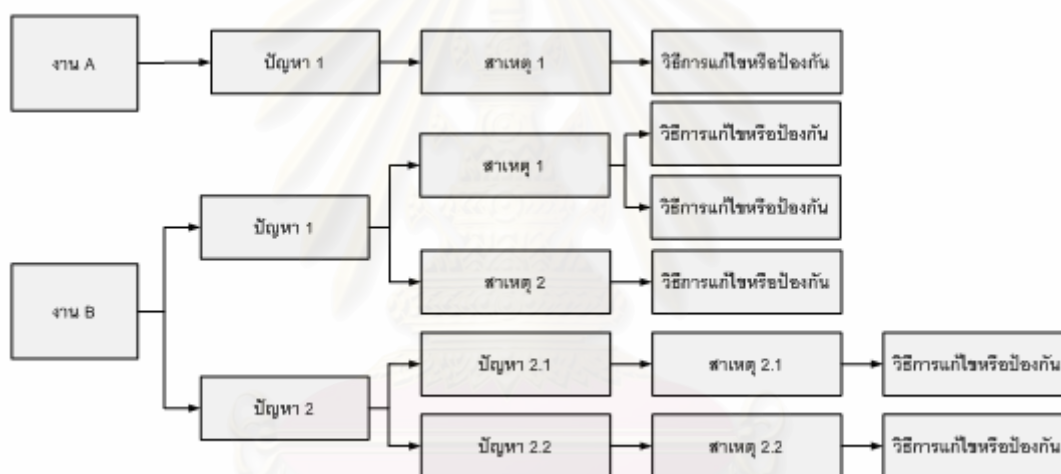 งาน A
ปัญหา 1
สาเหตุ 1
วิธีการแก้ไขหรือป้องกัน
งาน B
ปัญหา 1
สาเหตุ 1
วิธีการแก้ไขหรือป้องกัน
วิธีการแก้ไขหรือป้องกัน
สาเหตุ 2
วิธีการแก้ไขหรือป้องกัน
ปัญหา 2
ปัญหา 2.1
สาเหตุ 2.1
วิธีการแก้ไขหรือป้องกัน
ปัญหา 2.2
สาเหตุ 2.2
วิธีการแก้ไขหรือป้องกัน